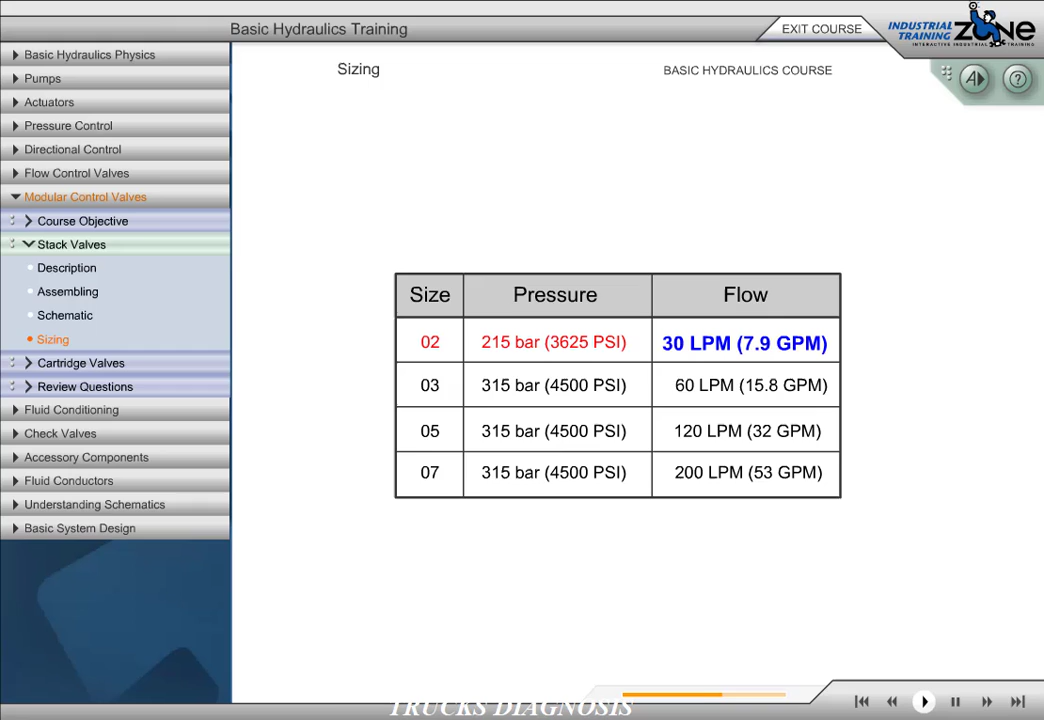 Basic Hydraulics Training
EXIT COURSE
INDUSTRIAL
TRAINING
ZONE
INTERACTIVE INDUSTRIAL TRAINING
Sizing
BASIC HYDRAULICS COURSE
A
?
Basic Hydraulics Physics
Pumps
Actuators
Pressure Control
Directional Control
Flow Control Valves
Modular Control Valves
Course Objective
Stack Valves
Description
Assembling
Schematic
Sizing
Cartridge Valves
Review Questions
Fluid Conditioning
Check Valves
Accessory Components
Fluid Conductors
Understanding Schematics
Basic System Design
Size Pressure Flow
02 215 bar (3625 PSI) 30 LPM (7.9 GPM)
03 315 bar (4500 PSI) 60 LPM (15.8 GPM)
05 315 bar (4500 PSI) 120 LPM (32 GPM)
07 315 bar (4500 PSI) 200 LPM (53 GPM)
TRUCKS DIAGNOSIS